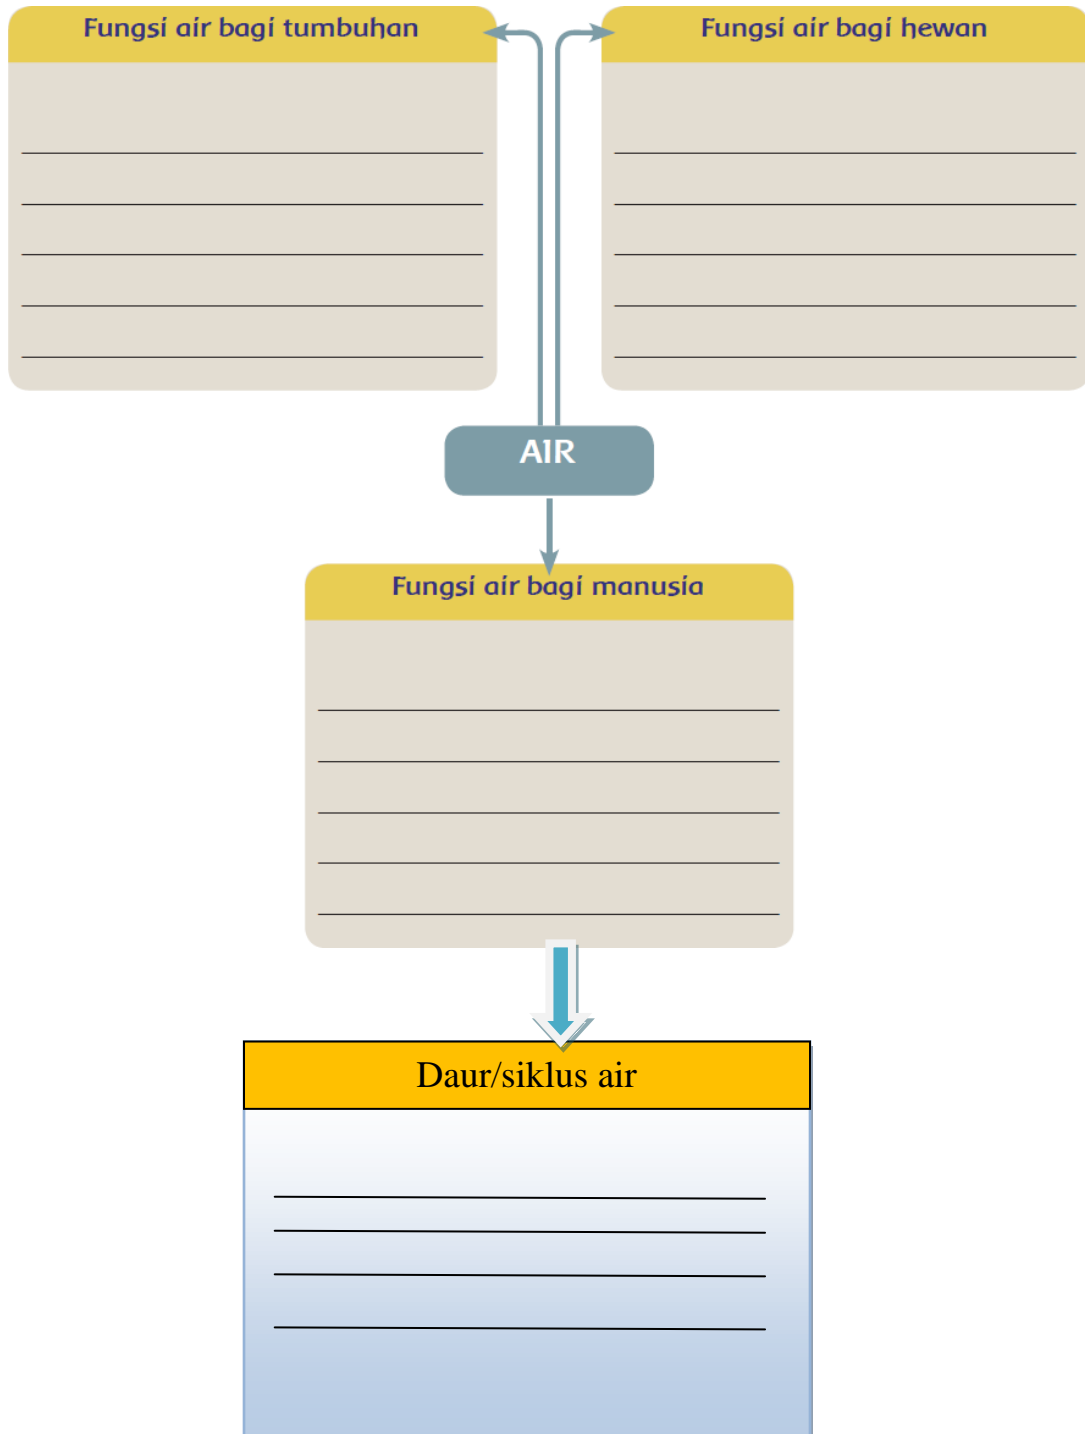 Fungsi air bagi tumbuhan
Fungsi air bagi hewan
AIR
Fungsi air bagi manusia
Daur/siklus air